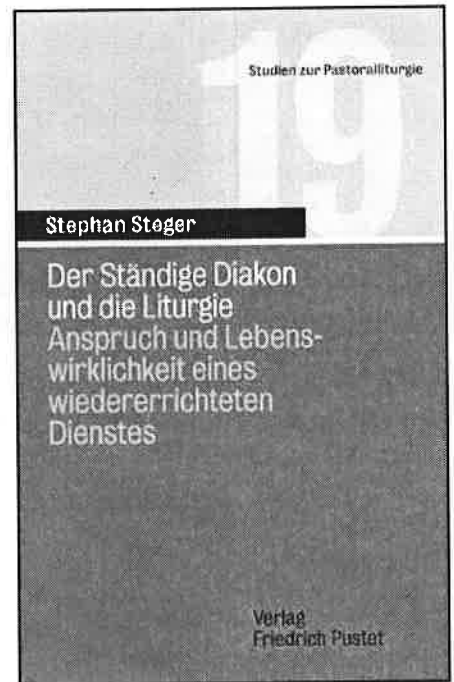 19
Studien zur Pastoralliturgie
Stephan Steger
Der Ständige Diakon
und die Liturgie
Anspruch und Lebens-
wirklichkeit eines
wiedererrichteten
Dienstes
Verlag
Friedrich Pustet